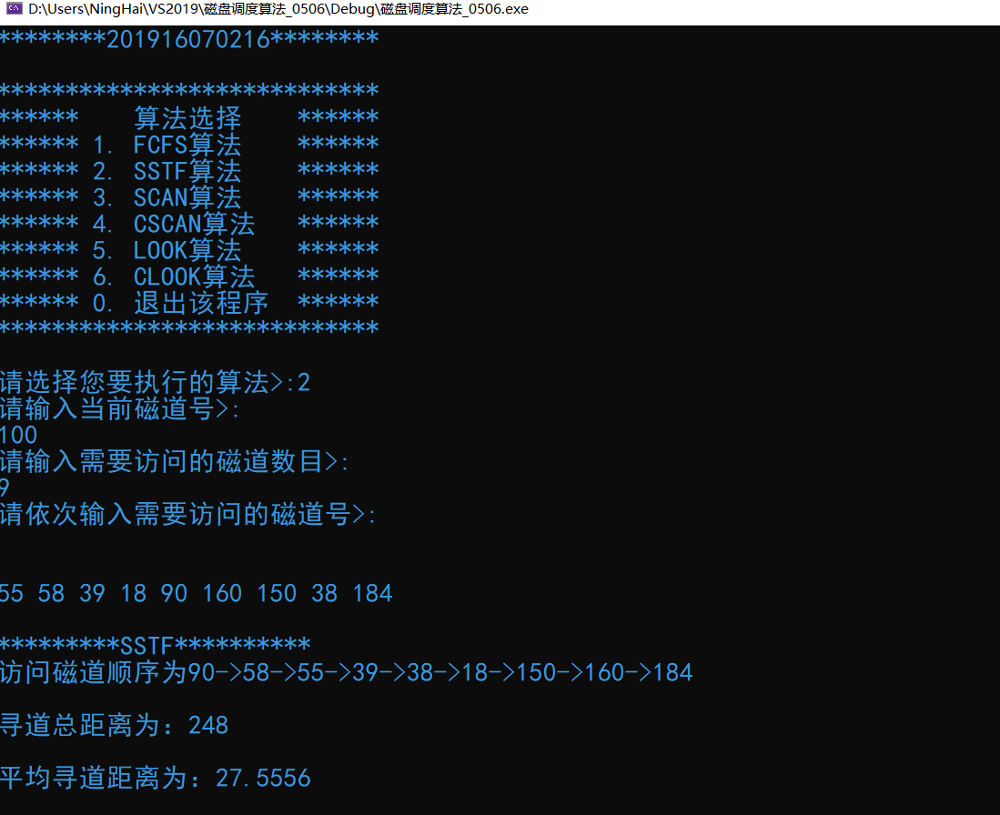 D:\Users\NingHai\VS2019\磁盘调度算法_0506\Debug\磁盘调度算法_0506.exe
********201916070216********
****************************
****** 算法选择 ******
****** 1. FCFS算法 ******
****** 2. SSTF算法 ******
****** 3. SCAN算法 ******
****** 4. CSCAN算法 ******
****** 5. LOOK算法 ******
****** 6. CLOOK算法 ******
****** 0. 退出该程序 ******
****************************
请选择您要执行的算法>:2
请输入当前磁道号>:
100
请输入需要访问的磁道数目>:
9
请依次输入需要访问的磁道号>:
55 58 39 18 90 160 150 38 184
*********SSTF**********
访问磁道顺序为90->58->55->39->38->18->150->160->184
寻道总距离为：248
平均寻道距离为：27.5556